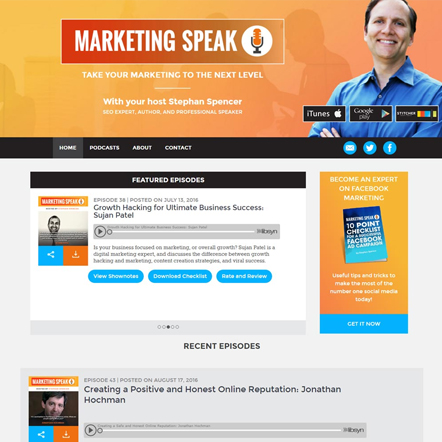 MARKETING SPEAK
TAKE YOUR MARKETING TO THE NEXT LEVEL
With your host Stephan Spencer
SEO EXPERT, AUTHOR, AND PROFESSIONAL SPEAKER
iTunes
Google play
STITCHER
HOME PODCASTS ABOUT CONTACT
FEATURED EPISODES
MARKETING SPEAK
EPISODE 38 | POSTED ON JULY 13, 2016
Growth Hacking for Ultimate Business Success:
Sujan Patel
Growth Hacking for Ultimate Business Success: Sujan Patel
libsyn
Is your business focused on marketing, or overall growth? Sujan Patel is a
digital marketing expert, and discusses the difference between growth
hacking and marketing, content creation strategies, and viral success.
View Shownotes
Download Checklist
Rate and Review
BECOME AN EXPERT
ON FACEBOOK
MARKETING
MARKETING SPEAK
10 POINT
CHECKLIST
FACEBOOK
AD CAMPAIGN
Useful tips and tricks to
make the most of the
number one social media
today!
GET IT NOW
RECENT EPISODES
MARKETING SPEAK
EPISODE 43 | POSTED ON AUGUST 17, 2016
Creating a Positive and Honest Online Reputation: Jonathan
Hochman
Creating a Safe and Honest Online Reputation: Jonathan Hochman
libsyn